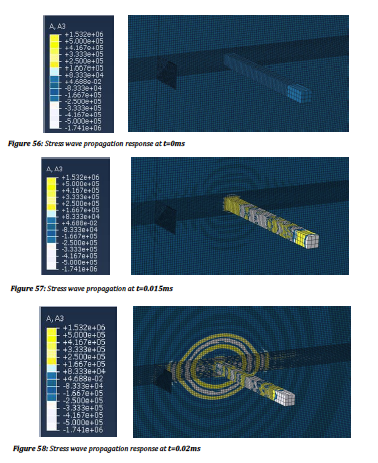 A, A3
+1.532e+06
+5.000e+05
+4.167e+05
+3.333e+05
+2.500e+05
+1.667e+05
+8.333e+04
+4.688e-02
-8.333e+04
-1.667e+05
-2.500e+05
-3.333e+05
-4.167e+05
-5.000e+05
-1.741e+06
Figure 56: Stress wave propagation response at t=0ms
A, A3
+1.532e+06
+5.000e+05
+4.167e+05
+3.333e+05
+2.500e+05
+1.667e+05
+8.333e+04
+4.688e-02
-8.333e+04
-1.667e+05
-2.500e+05
-3.333e+05
-4.167e+05
-5.000e+05
-1.741e+06
Figure 57: Stress wave propagation at t=0.015ms
A, A3
+1.532e+06
+5.000e+05
+4.167e+05
+3.333e+05
+2.500e+05
+1.667e+05
+8.333e+04
+4.688e-02
-8.333e+04
-1.667e+05
-2.500e+05
-3.333e+05
-4.167e+05
-5.000e+05
-1.741e+06
Figure 58: Stress wave propagation response at t=0.02ms